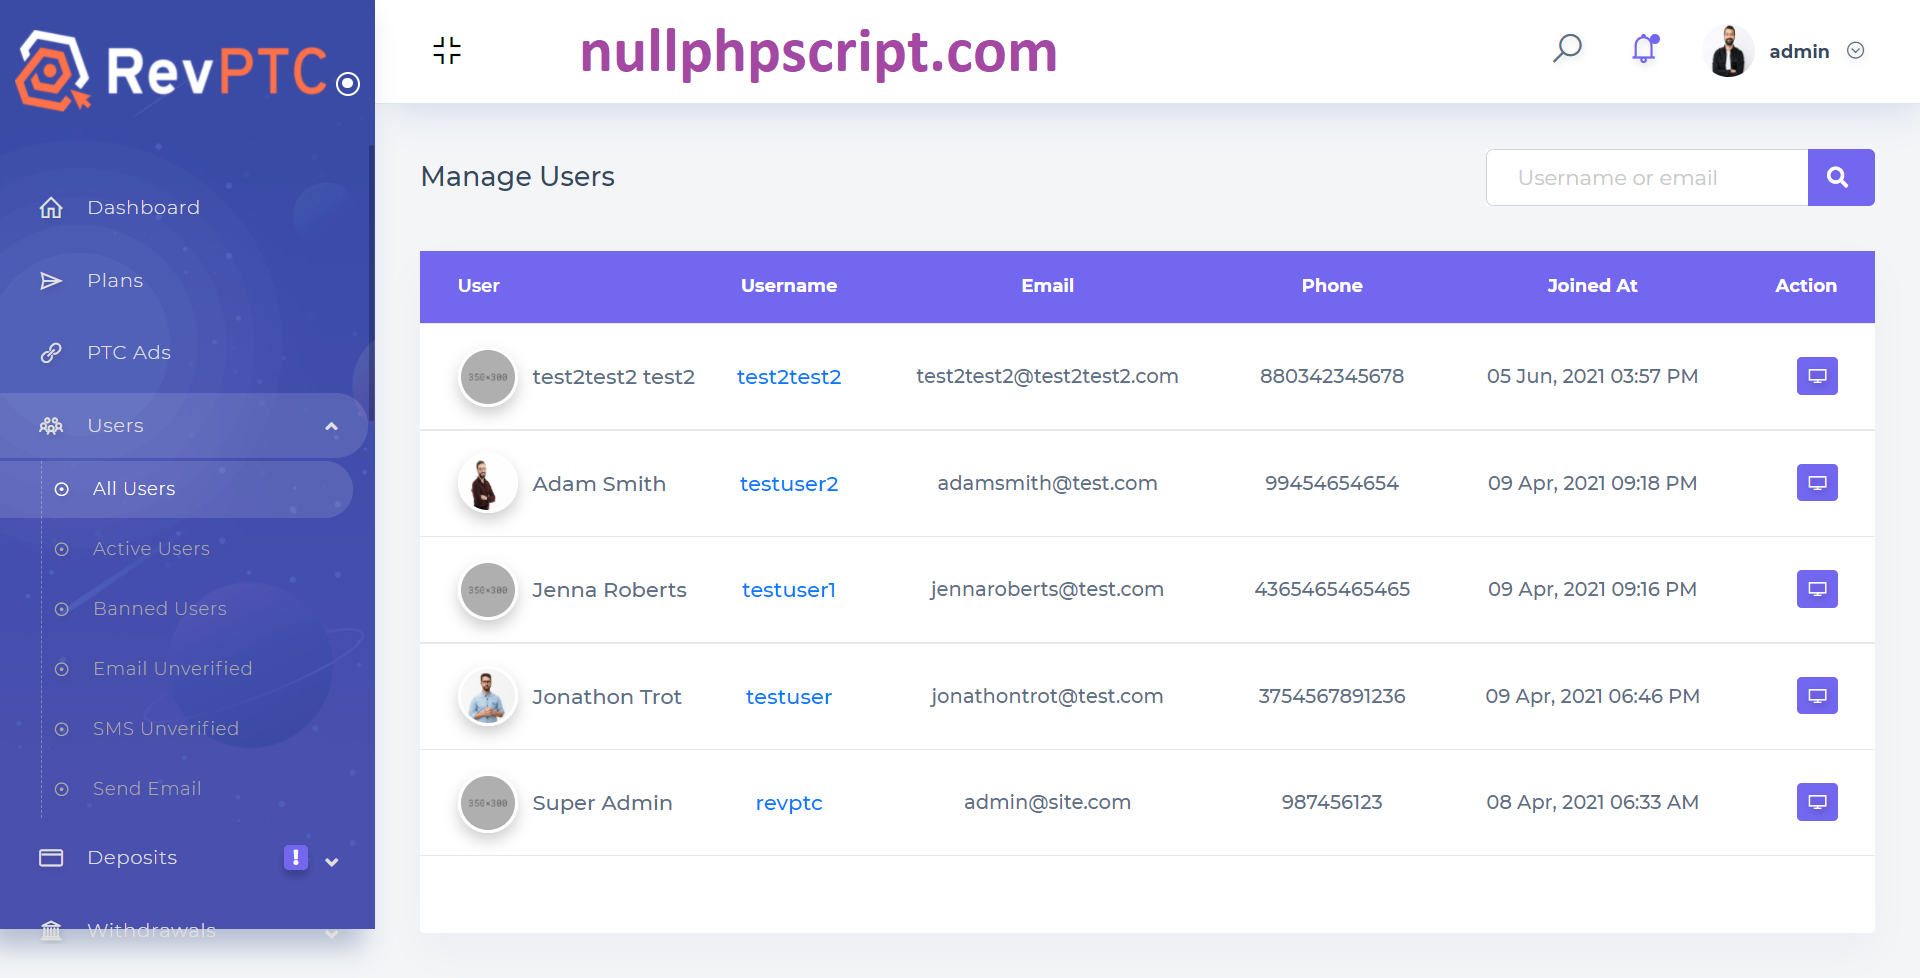 RevPTC
nullphpscript.com
admin
Dashboard
Plans
PTC Ads
Users
All Users
Active Users
Banned Users
Email Unverified
SMS Unverified
Send Email
Deposits
!
Withdrawals
Manage Users
Username or email
User Username Email Phone Joined At Action
350×300 test2test2 test2 test2test2 test2test2@test2test2.com 880342345678 05 Jun, 2021 03:57 PM
Adam Smith testuser2 adamsmith@test.com 99454654654 09 Apr, 2021 09:18 PM
350×300 Jenna Roberts testuser1 jennaroberts@test.com 4365465465465 09 Apr, 2021 09:16 PM
Jonathon Trot testuser jonathontrot@test.com 3754567891236 09 Apr, 2021 06:46 PM
350×300 Super Admin revptc admin@site.com 987456123 08 Apr, 2021 06:33 AM